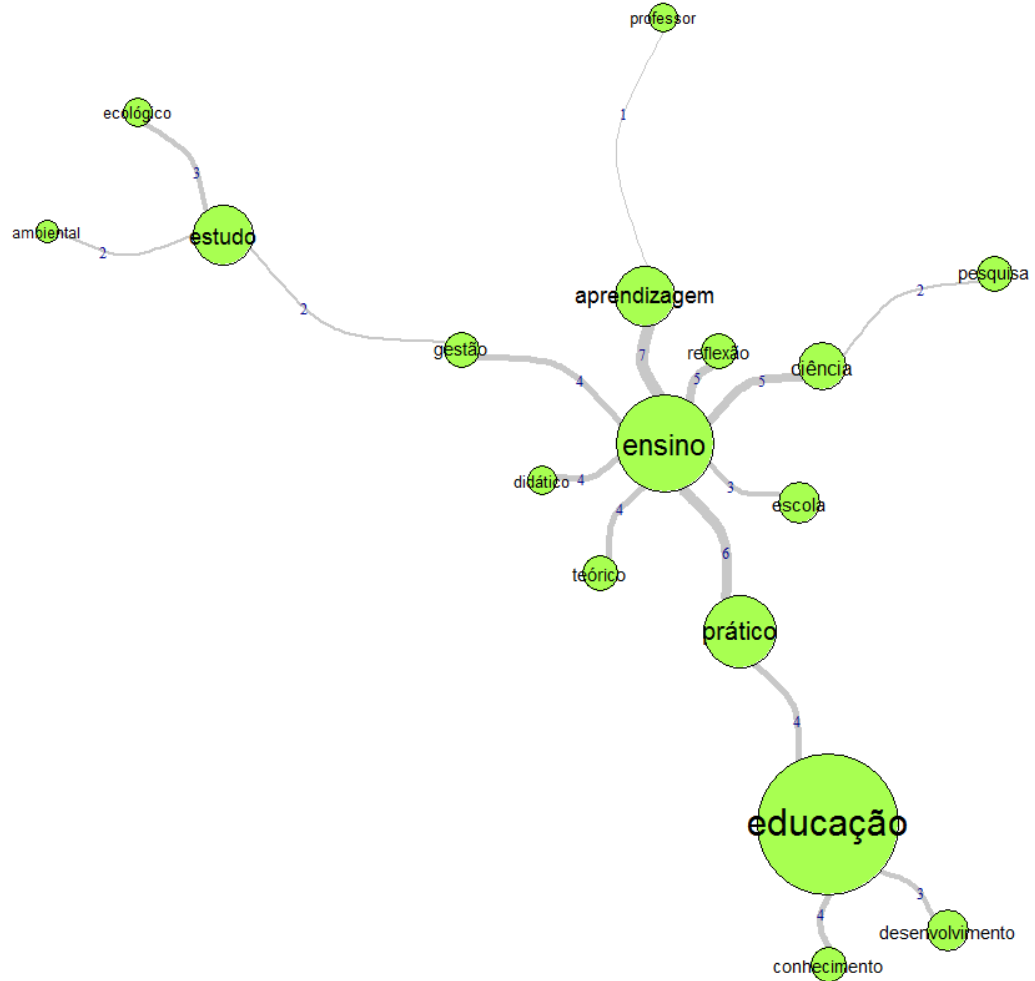 professor
ecológico
1
3
ambiental
2
estudo
pesquisa
2
aprendizagem
2
gestão
7
reflexão
ciência
4
5
5
ensino
didático
4
3
escola
4
teórico
6
prático
4
educação
3
4
desenvolvimento
conhecimento